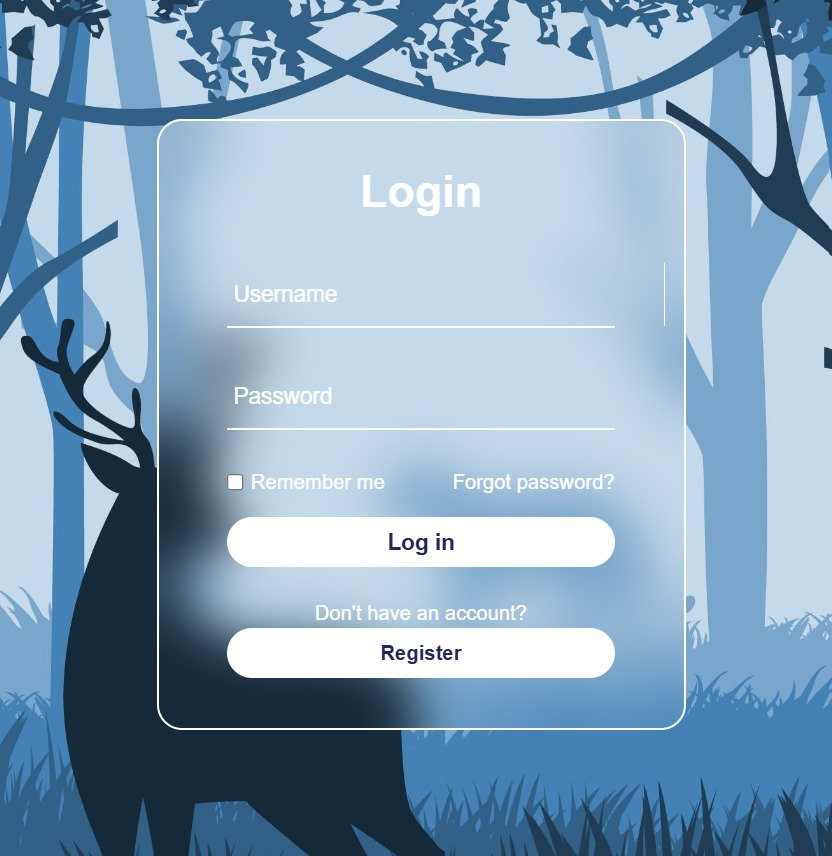 Login
Username
Password
Remember me Forgot password?
Log in
Don't have an account?
Register